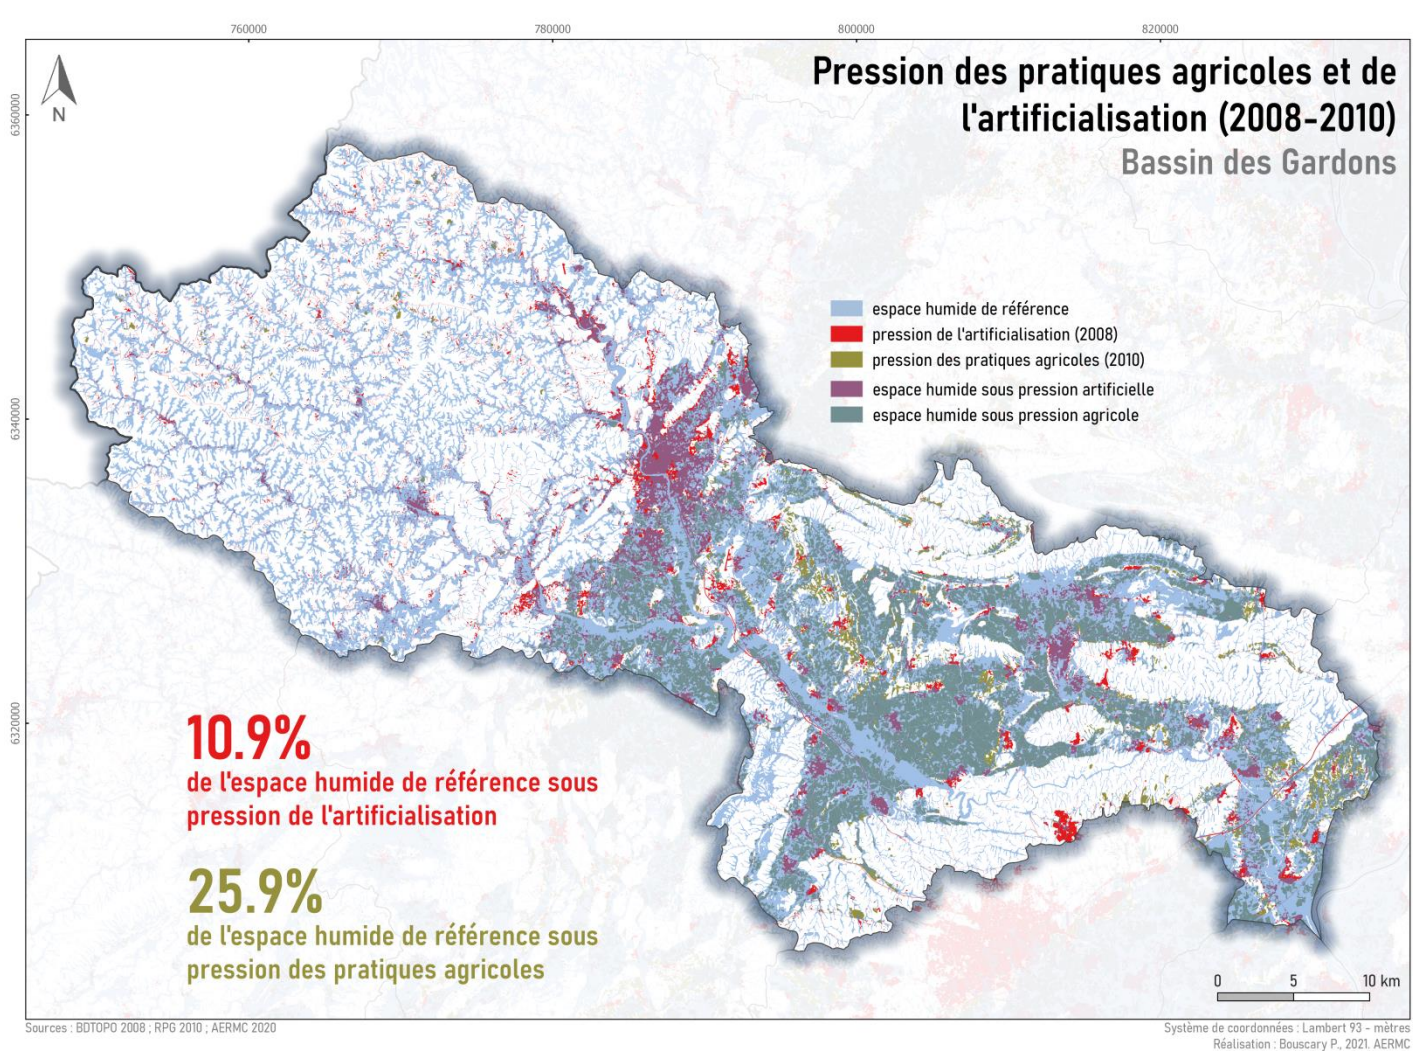 760000
780000
800000
820000
Pression des pratiques agricoles et de
l'artificialisation (2008-2010)
Bassin des Gardons
N
6360000
6340000
6320000
espace humide de référence
pression de l'artificialisation (2008)
pression des pratiques agricoles (2010)
espace humide sous pression artificielle
espace humide sous pression agricole
10.9%
de l'espace humide de référence sous
pression de l'artificialisation
25.9%
de l'espace humide de référence sous
pression des pratiques agricoles
0 5 10 km
Sources : BDTOPO 2008 ; RPG 2010 ; AERMC 2020
Système de coordonnées : Lambert 93 - mètres
Réalisation : Bouscary P., 2021. AERMC